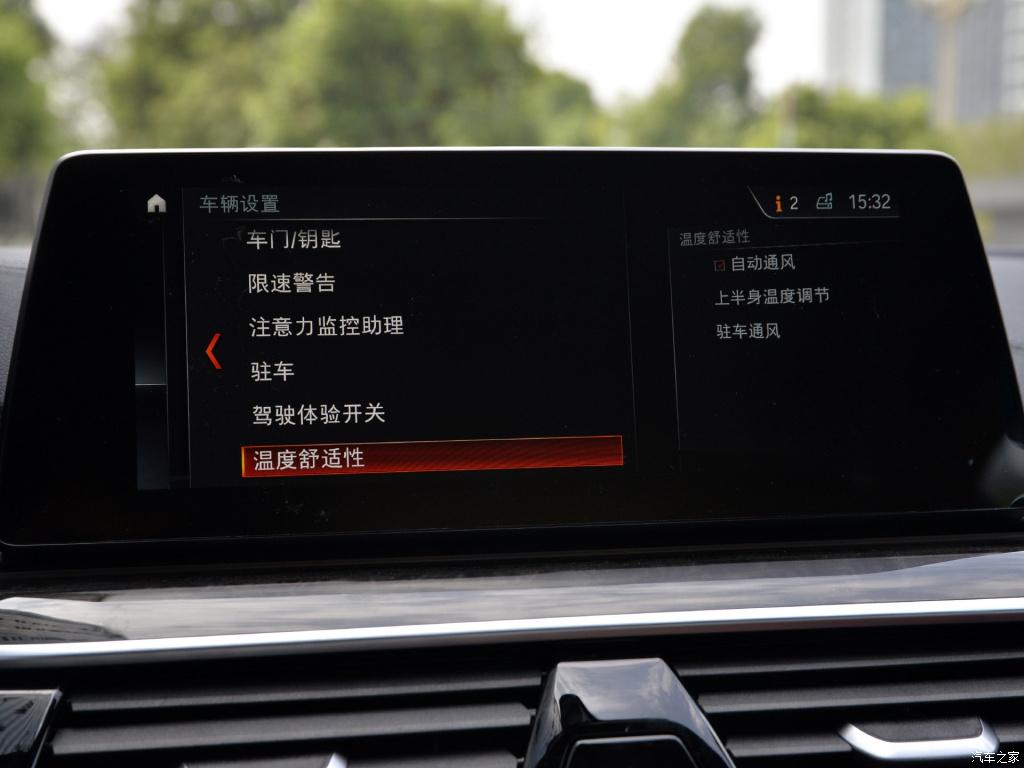 车辆设置
车门/钥匙
限速警告
注意力监控助理
驻车
驾驶体验开关
温度舒适性
i 2 15:32
温度舒适性
自动通风
上半身温度调节
驻车通风
汽车之家